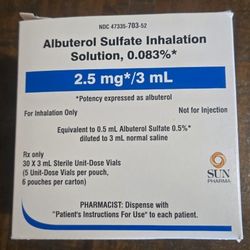 NDC 47335-703-52
Albuterol Sulfate Inhalation
Solution, 0.083%*
2.5 mg*/3 mL
*Potency expressed as albuterol
For Inhalation Only
Not for Injection
Equivalent to 0.5 mL Albuterol Sulfate 0.5%*
diluted to 3 mL normal saline
Rx only
30 X 3 mL Sterile Unit-Dose Vials
(5 Unit-Dose Vials per pouch,
6 pouches per carton)
SUN
PHARMA
PHARMACIST: Dispense with
"Patient's Instructions For Use" to each patient.